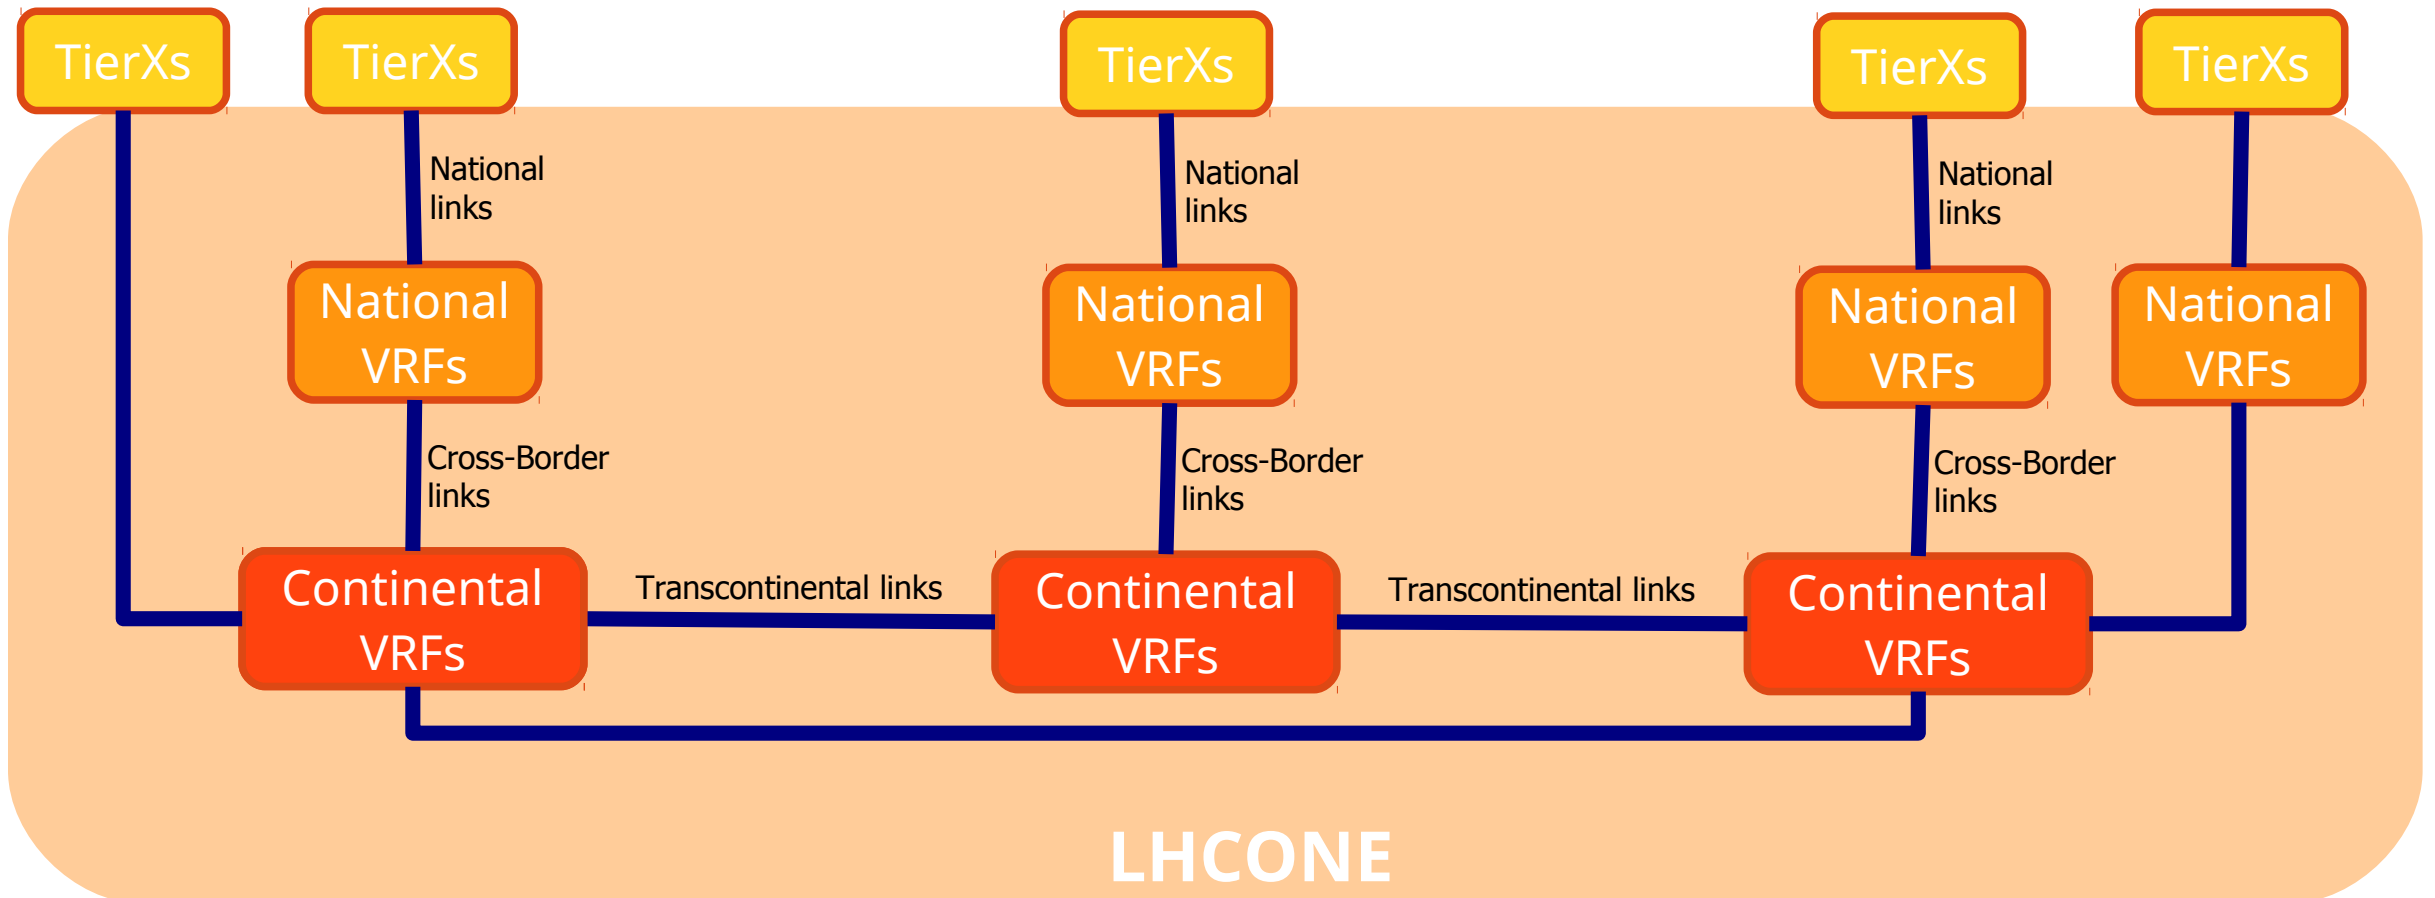 TierXs
TierXs
TierXs
TierXs
TierXs
National
links
National
links
National
links
National
VRFs
National
VRFs
National
VRFs
National
VRFs
Cross-Border
links
Cross-Border
links
Cross-Border
links
Continental
VRFs
Transcontinental links
Continental
VRFs
Transcontinental links
Continental
VRFs
LHCONE